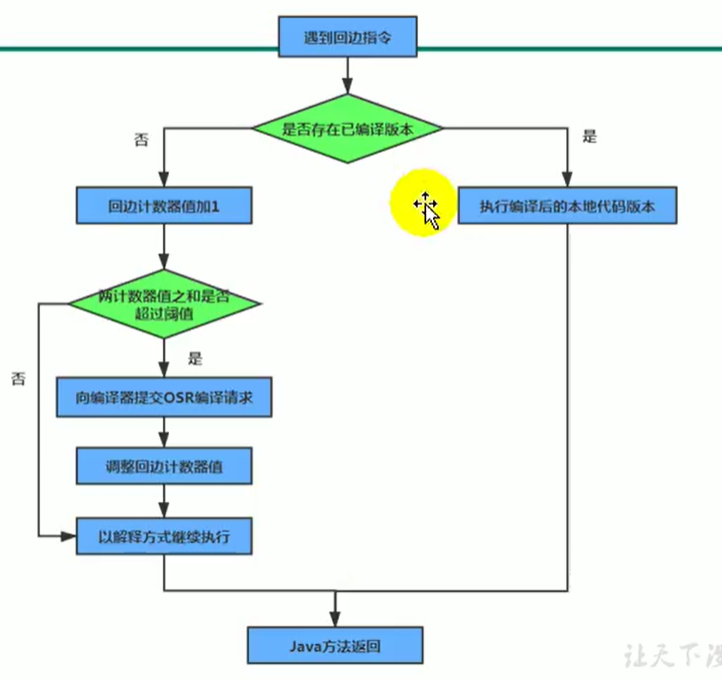 遇到回边指令
是否存在已编译版本
否
是
回边计数器值加1
执行编译后的本地代码版本
两计数器值之和是否
超过阈值
是
否
向编译器提交OSR编译请求
调整回边计数器值
以解释方式继续执行
Java方法返回
让天下没